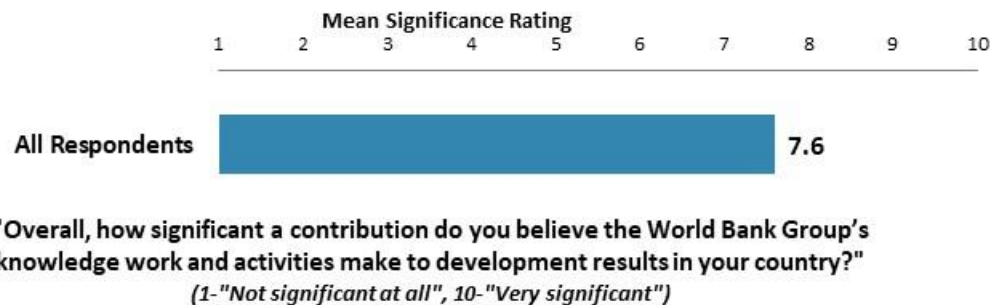 Mean Significance Rating
1 2 3 4 5 6 7 8 9 10
All Respondents 7.6
"Overall, how significant a contribution do you believe the World Bank Group’s
knowledge work and activities make to development results in your country?"
(1-"Not significant at all", 10-"Very significant")